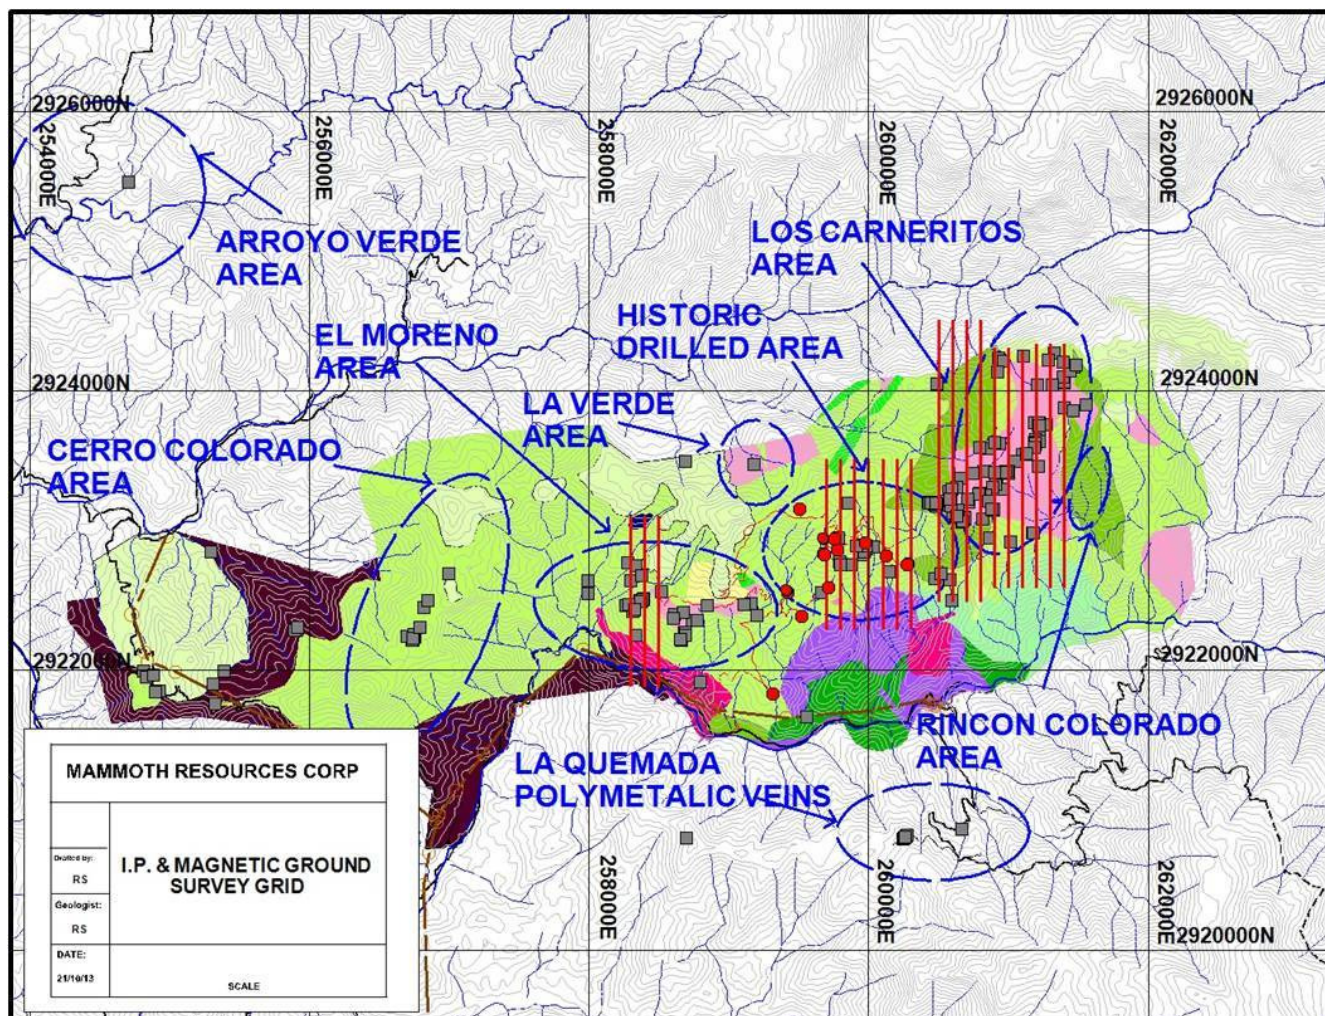 2926000N
2926000N
254000E
256000E
258000E
260000E
262000E
ARROYO VERDE
AREA
LOS CARNERITOS
AREA
HISTORIC
DRILLED AREA
EL MORENO
AREA
2924000N
2924000N
LA VERDE
AREA
CERRO COLORADO
AREA
2922000N
2922000N
RINCON COLORADO
AREA
LA QUEMADA
POLYMETALIC VEINS
258000E
260000E
262000E
2920000N
MAMMOTH RESOURCES CORP
Drafted by:
RS
I.P. & MAGNETIC GROUND
SURVEY GRID
Geologist:
RS
DATE:
21/10/13
SCALE